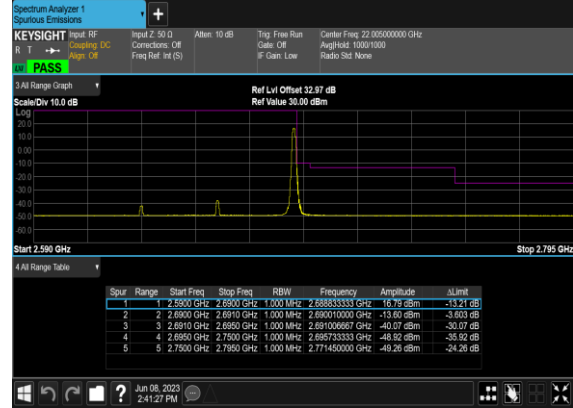 Spectrum Analyzer 1
Spurious Emissions
+
KEYSIGHT Input: RF Input Z: 50 Ω Atten: 10 dB Trig: Free Run Center Freq: 22.005000000 GHz
R T Coupling: DC Corrections: Off Gate: Off Avg|Hold: 1000/1000
Align: Off Freq Ref: Int (S) IF Gain: Low Radio Std: None
PASS
3 All Range Graph
Ref Lvl Offset 32.97 dB
Scale/Div 10.0 dB Ref Value 30.00 dBm
Log
20.0
10.0
0.00
-10.0
-20.0
-30.0
-40.0
-50.0
-60.0
Start 2.590 GHz Stop 2.795 GHz
4 All Range Table
Spur Range Start Freq Stop Freq RBW Frequency Amplitude ΔLimit
1 1 2.5900 GHz 2.6900 GHz 1.000 MHz 2.688833333 GHz 16.79 dBm -13.21 dB
2 2 2.6900 GHz 2.6910 GHz 1.000 MHz 2.690010000 GHz -13.60 dBm -3.603 dB
3 3 2.6910 GHz 2.6950 GHz 1.000 MHz 2.691006667 GHz -40.07 dBm -30.07 dB
4 4 2.6950 GHz 2.7500 GHz 1.000 MHz 2.695733333 GHz -48.92 dBm -35.92 dB
5 5 2.7500 GHz 2.7950 GHz 1.000 MHz 2.771450000 GHz -49.26 dBm -24.26 dB
? Jun 08, 2023
2:41:27 PM